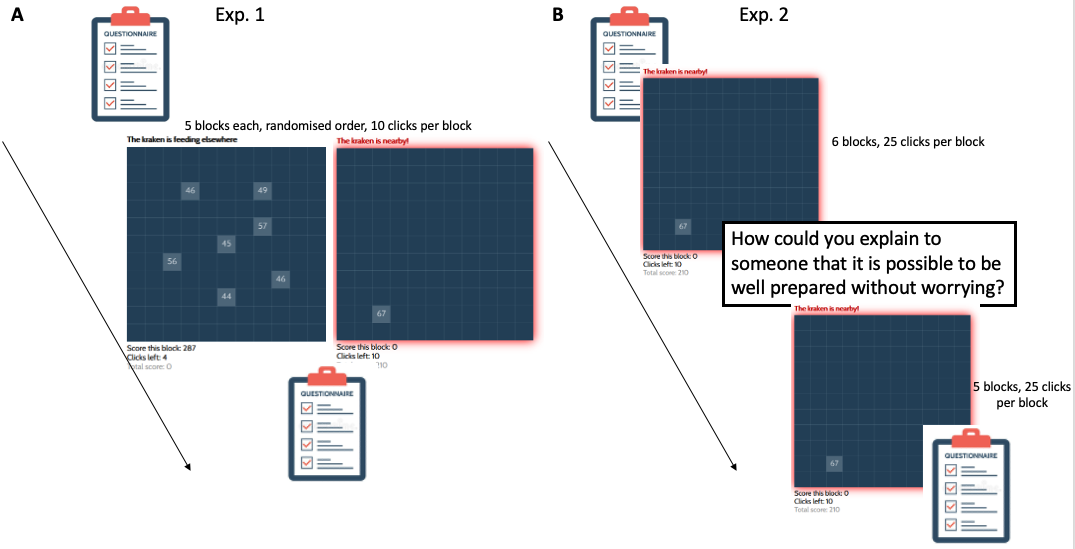 A
Exp. 1
QUESTIONNAIRE
5 blocks each, randomised order, 10 clicks per block
The kraken is feeding elsewhere
46
49
57
45
56
46
44
Score this block: 287
Clicks left: 4
Total score: 0
The kraken is nearby!
67
Score this block: 0
Clicks left: 10
QUESTIONNAIRE
B
Exp. 2
QUESTIONNAIRE
The kraken is nearby!
6 blocks, 25 clicks per block
67
Score this block: 0
Clicks left: 10
Total score: 210
How could you explain to
someone that it is possible to be
well prepared without worrying?
The kraken is nearby!
5 blocks, 25 clicks
per block
67
Score this block: 0
Clicks left: 10
Total score: 210
QUESTIONNAIRE